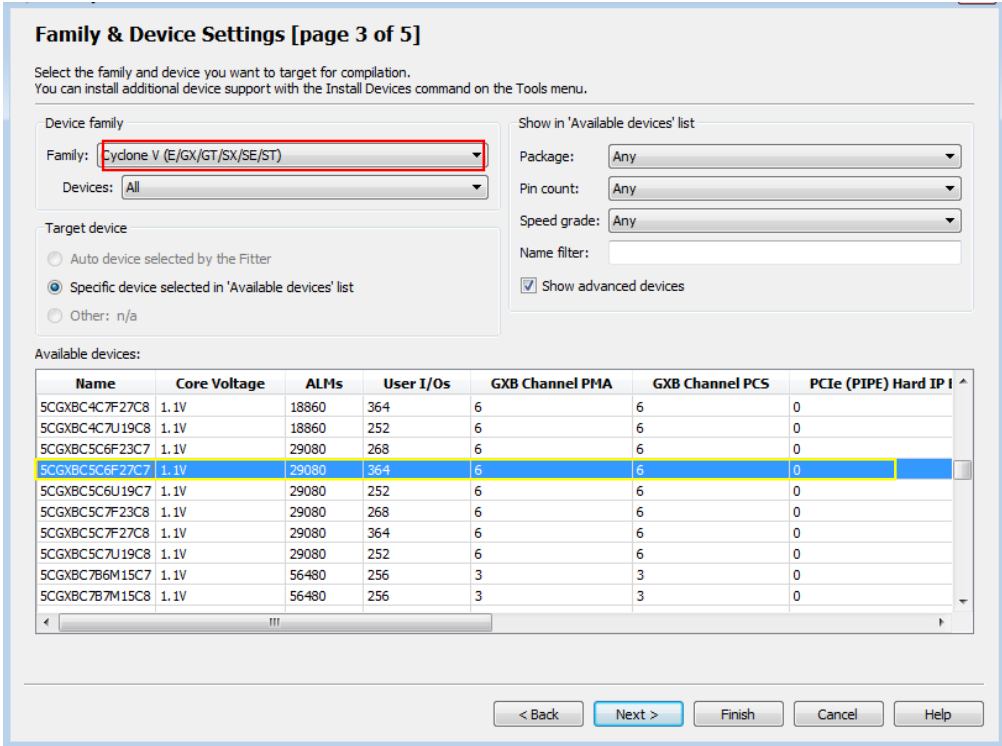 Family & Device Settings [page 3 of 5]
Select the family and device you want to target for compilation.
You can install additional device support with the Install Devices command on the Tools menu.
Device family
Family: Cyclone V (E/GX/GT/SX/SE/ST)
Devices: All
Target device
Auto device selected by the Fitter
Specific device selected in 'Available devices' list
Other: n/a
Show in 'Available devices' list
Package: Any
Pin count: Any
Speed grade: Any
Name filter:
Show advanced devices
Available devices:
Name Core Voltage ALMs User I/Os GXB Channel PMA GXB Channel PCS PCIe (PIPE) Hard IP
5CGXBC4C7F27C8 1.1V 18860 364 6 6 0
5CGXBC4C7U19C8 1.1V 18860 252 6 6 0
5CGXBC5C6F23C7 1.1V 29080 268 6 6 0
5CGXBC5C6F27C7 1.1V 29080 364 6 6 0
5CGXBC5C6U19C7 1.1V 29080 252 6 6 0
5CGXBC5C7F23C8 1.1V 29080 268 6 6 0
5CGXBC5C7F27C8 1.1V 29080 364 6 6 0
5CGXBC5C7U19C8 1.1V 29080 252 6 6 0
5CGXBC7B6M15C7 1.1V 56480 256 3 3 0
5CGXBC7B7M15C8 1.1V 56480 256 3 3 0
< Back Next > Finish Cancel Help